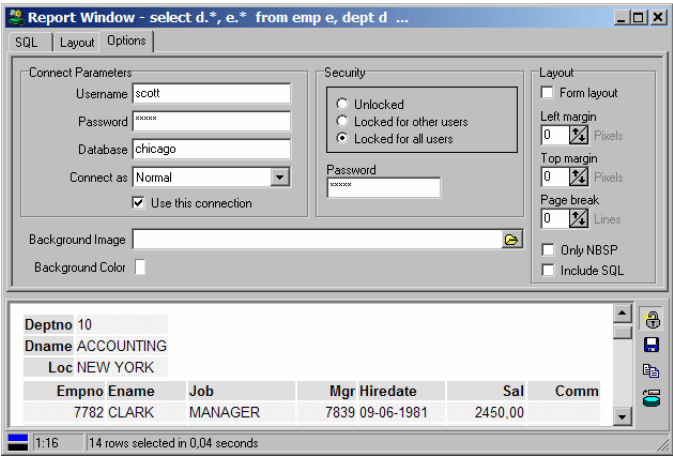 Report Window - select d.*, e.* from emp e, dept d ...
SQL Layout Options
Connect Parameters
Username scott
Password xxxxx
Database chicago
Connect as Normal
Use this connection
Security
Unlocked
Locked for other users
Locked for all users
Password
xxxxx
Layout
Form layout
Left margin
0 Pixels
Top margin
0 Pixels
Page break
0 Lines
Only NBSP
Include SQL
Background Image
Background Color
Deptno 10
Dname ACCOUNTING
Loc NEW YORK
Empno Ename Job Mgr Hiredate Sal Comm
7782 CLARK MANAGER 7839 09-06-1981 2450,00
1:16 14 rows selected in 0,04 seconds